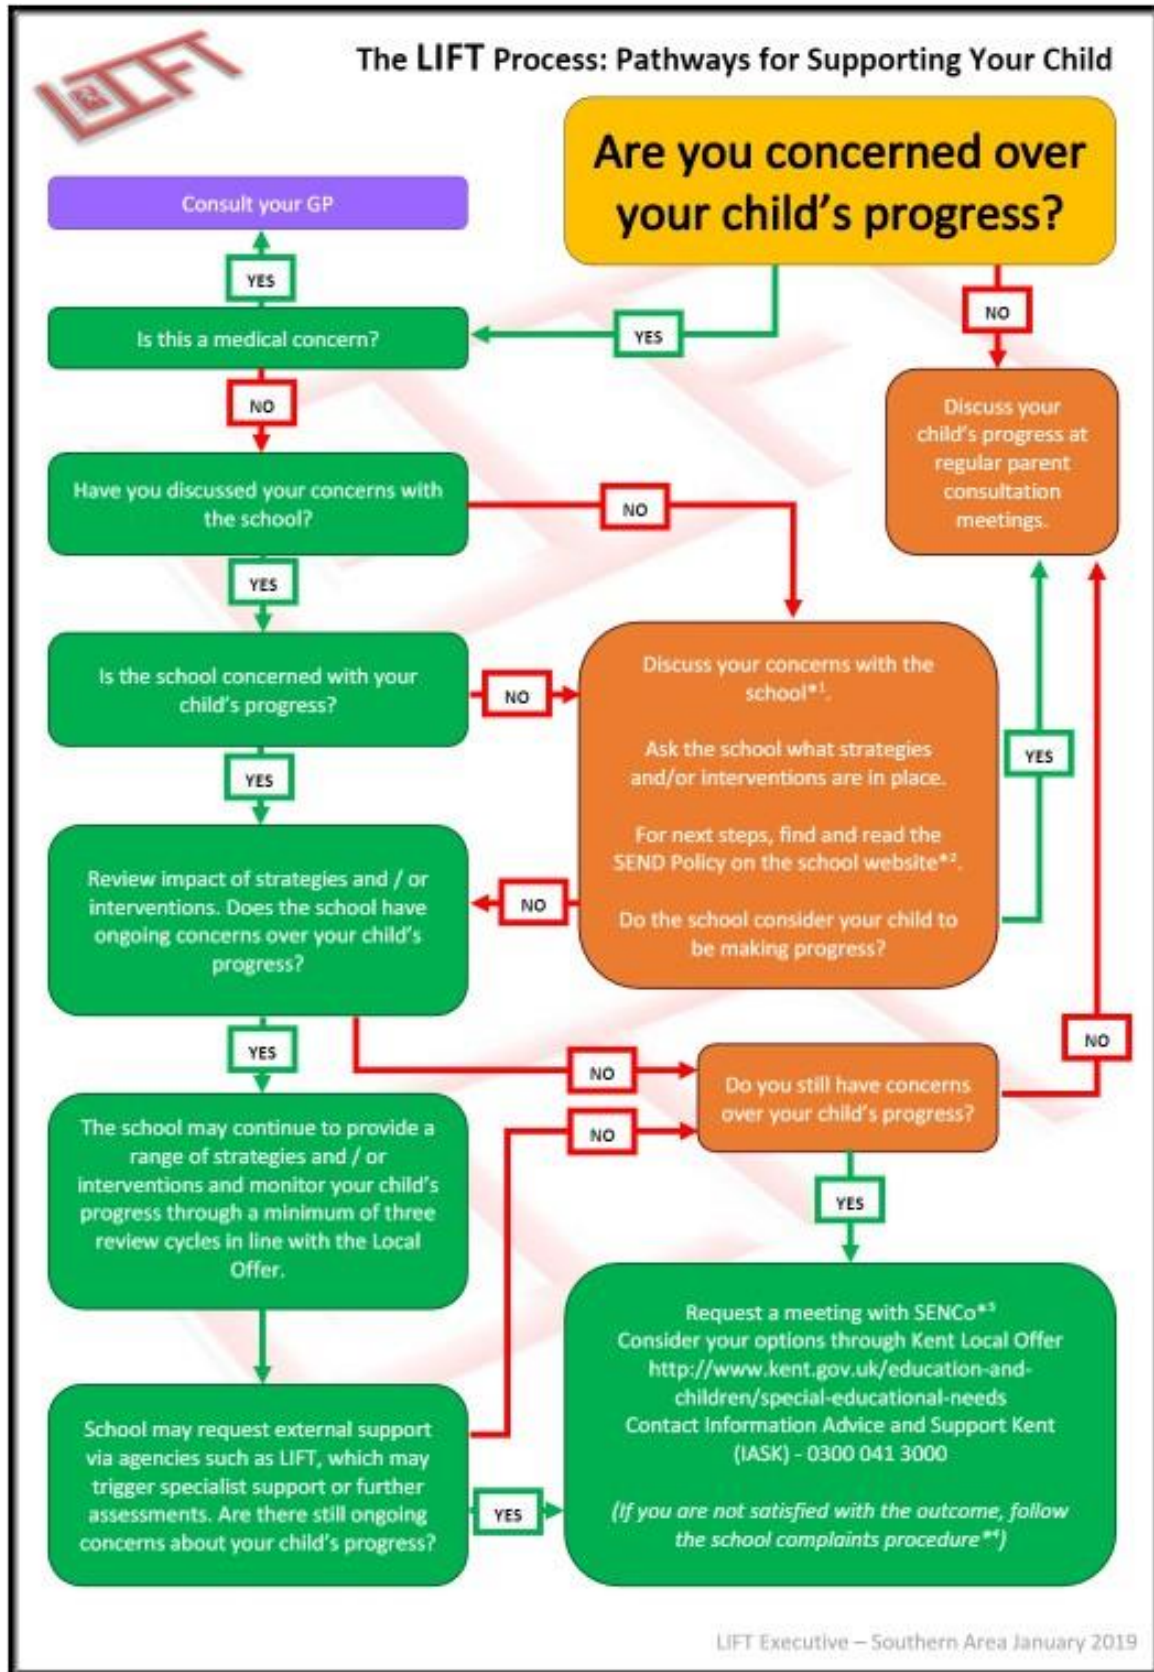 LIFT
The LIFT Process: Pathways for Supporting Your Child
Are you concerned over
your child's progress?
Consult your GP
YES
Is this a medical concern?
YES
NO
NO
Discuss your
child's progress at
regular parent
consultation
meetings.
Have you discussed your concerns with
the school?
NO
YES
Is the school concerned with your
child's progress?
NO
Discuss your concerns with the
school*¹.
Ask the school what strategies
and/or interventions are in place.
For next steps, find and read the
SEND Policy on the school website*².
Do the school consider your child to
be making progress?
YES
YES
Review impact of strategies and / or
interventions. Does the school have
ongoing concerns over your child's
progress?
NO
YES
NO
NO
Do you still have concerns
over your child's progress?
NO
The school may continue to provide a
range of strategies and / or
interventions and monitor your child's
progress through a minimum of three
review cycles in line with the Local
Offer.
YES
School may request external support
via agencies such as LIFT, which may
trigger specialist support or further
assessments. Are there still ongoing
concerns about your child's progress?
YES
Request a meeting with SENCo*³
Consider your options through Kent Local Offer
http://www.kent.gov.uk/education-and-
children/special-educational-needs
Contact Information Advice and Support Kent
(IASK) - 0300 041 3000
(If you are not satisfied with the outcome, follow
the school complaints procedure*⁴)
LIFT Executive – Southern Area January 2019